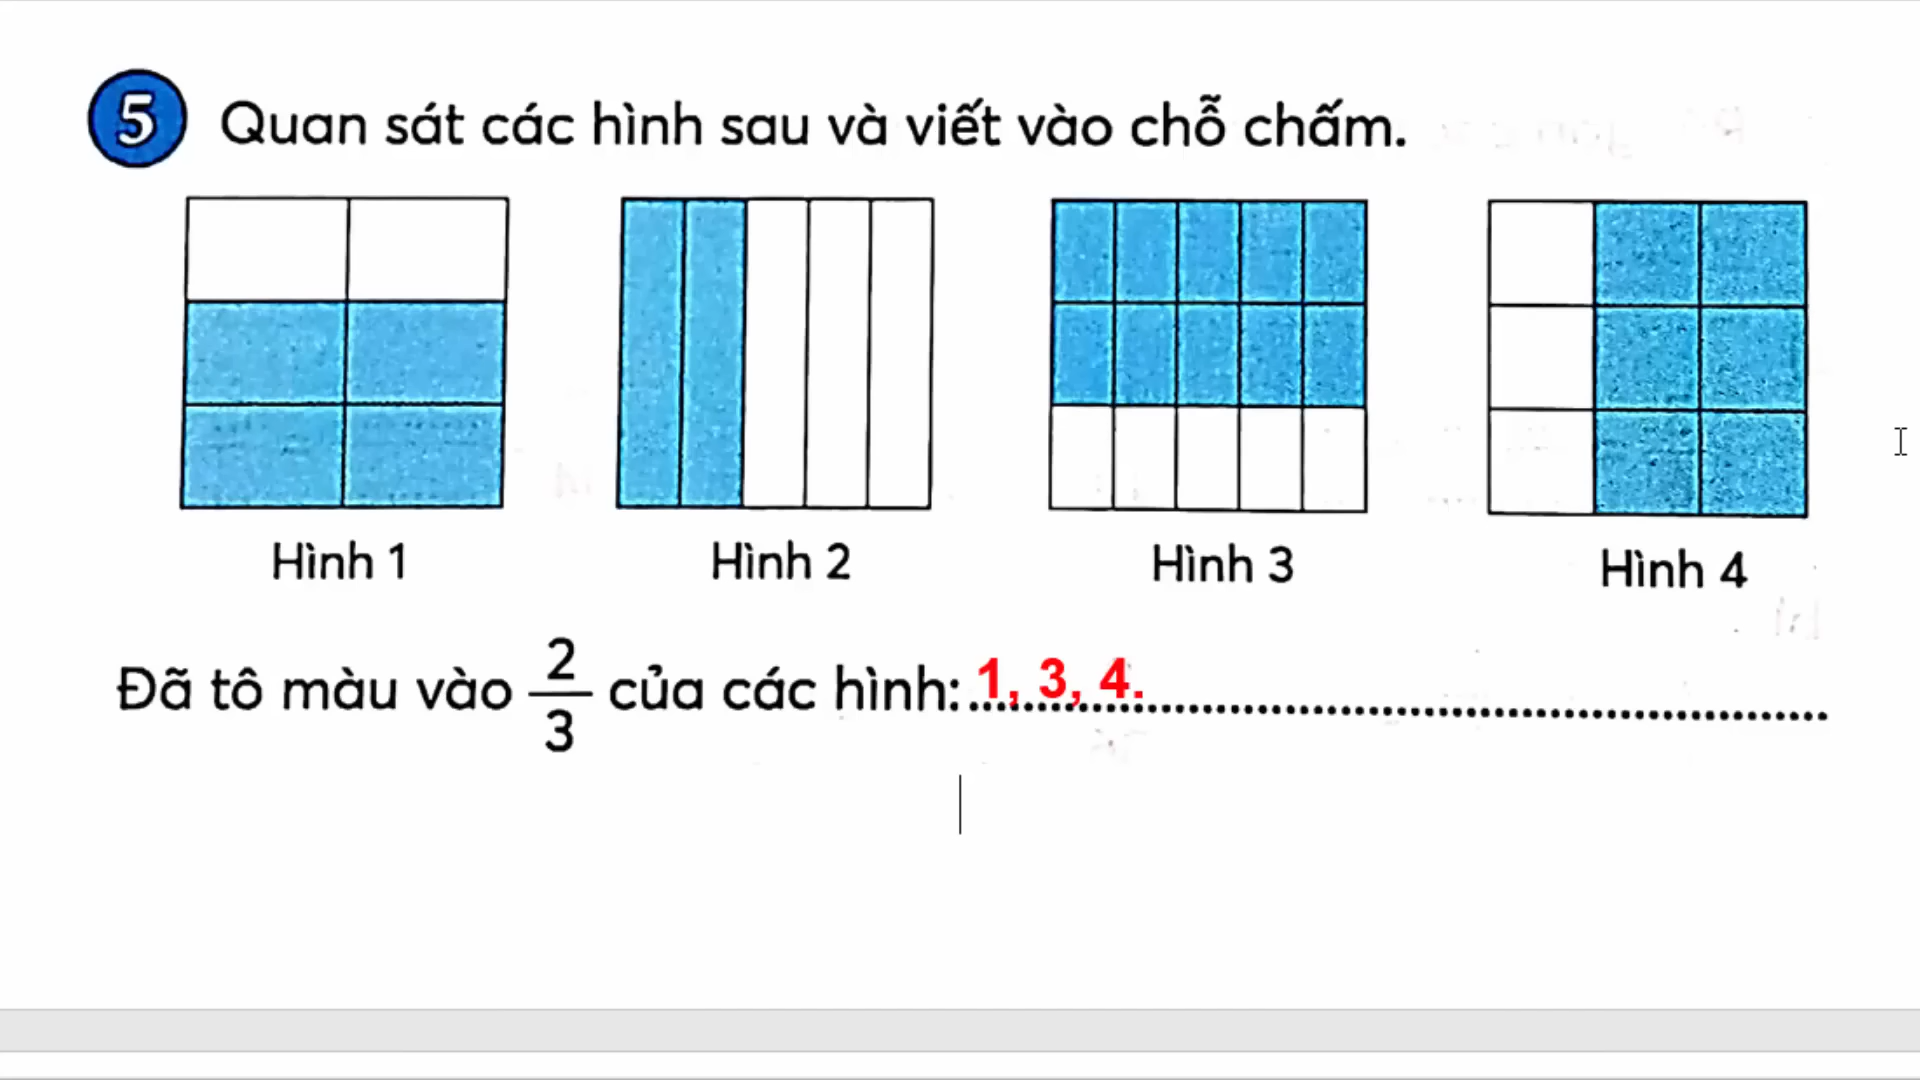 5 Quan sát các hình sau và viết vào chỗ chấm.
Hình 1 Hình 2 Hình 3 Hình 4
Đã tô màu vào 2/3 của các hình: 1, 3, 4.